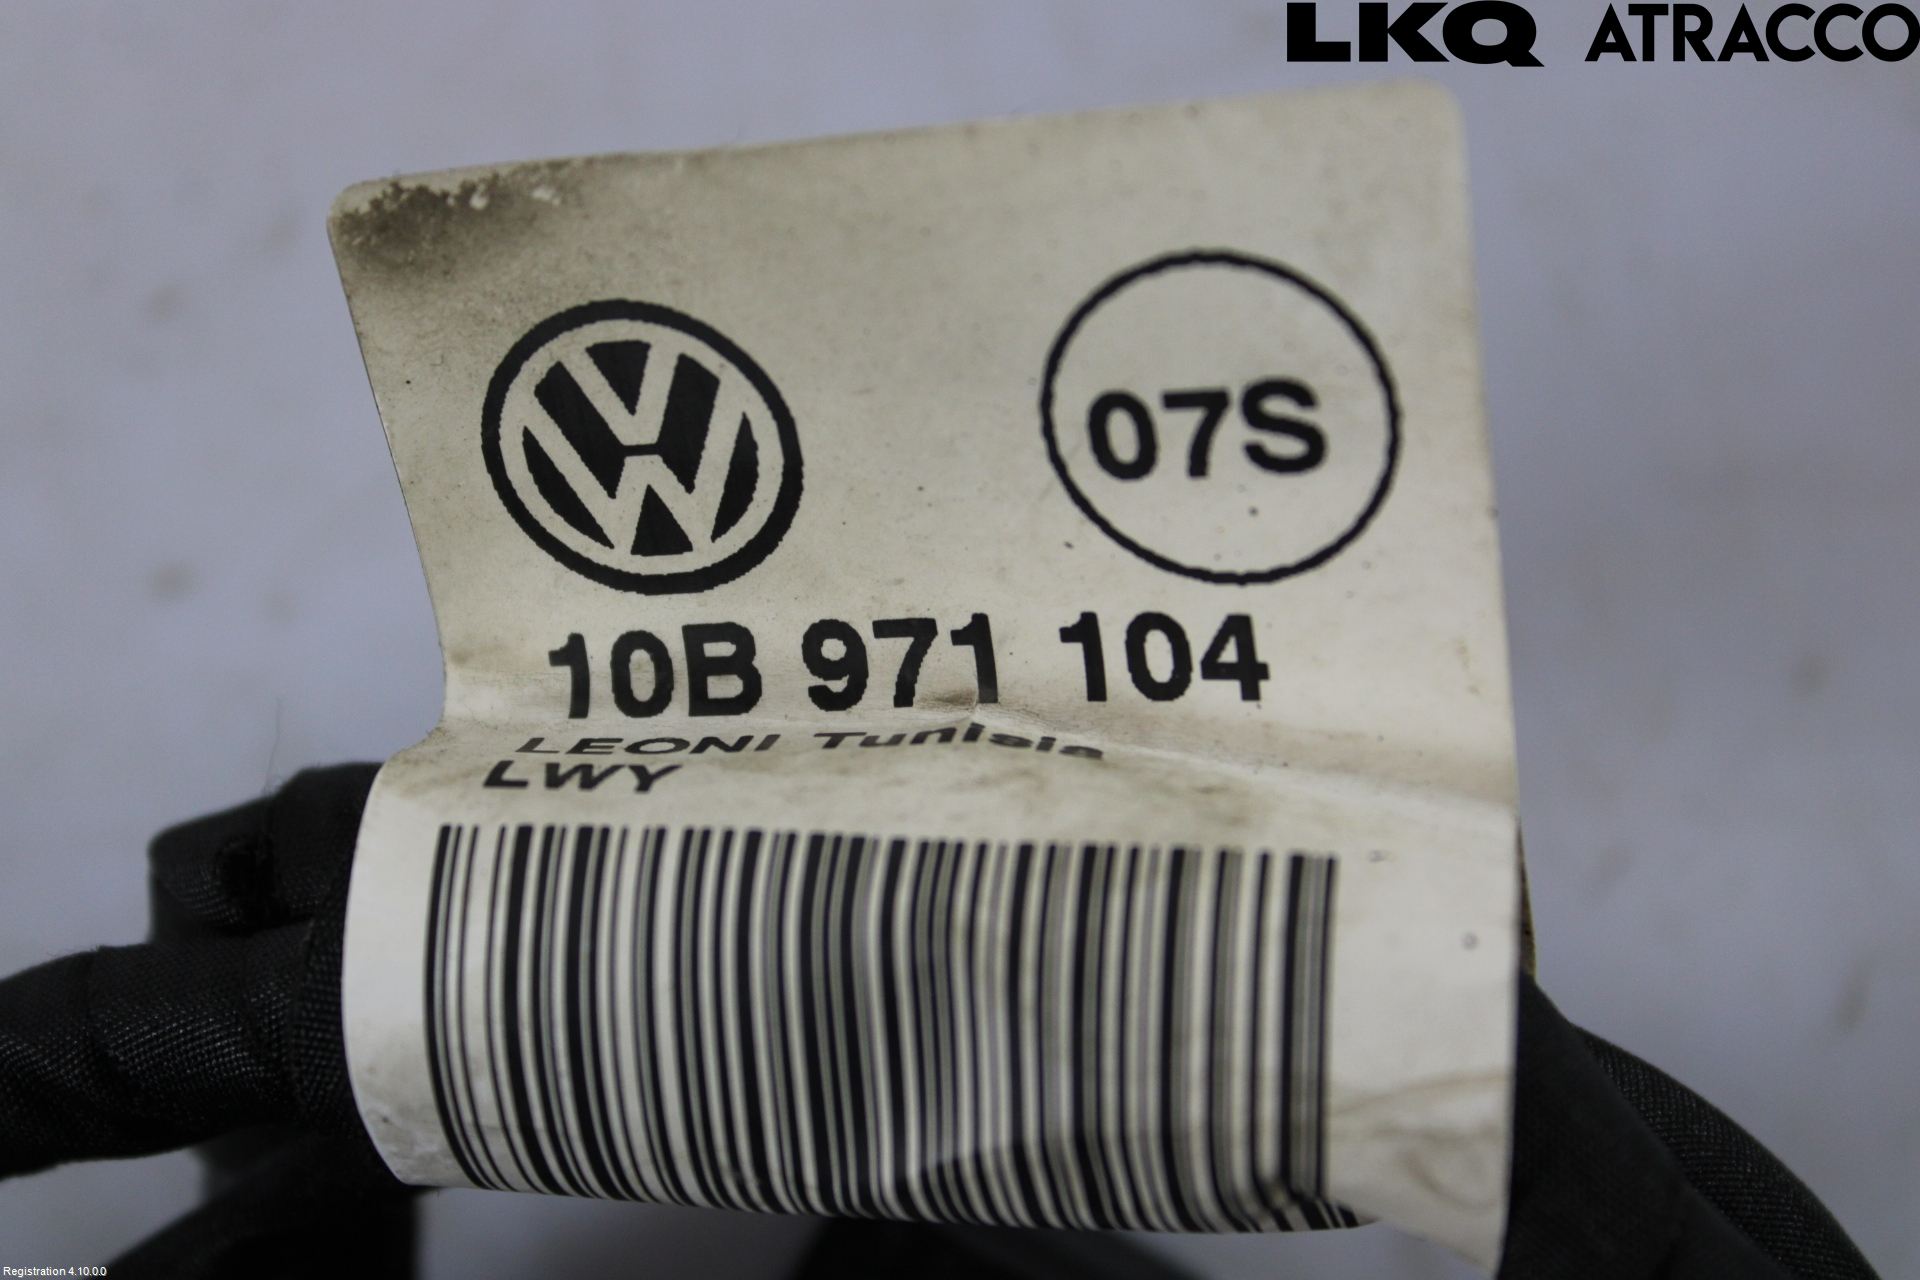 LKQ ATRACCO
07S
10B 971 104
LEONI Tunisia
LWY
Registration 4.10.0.0